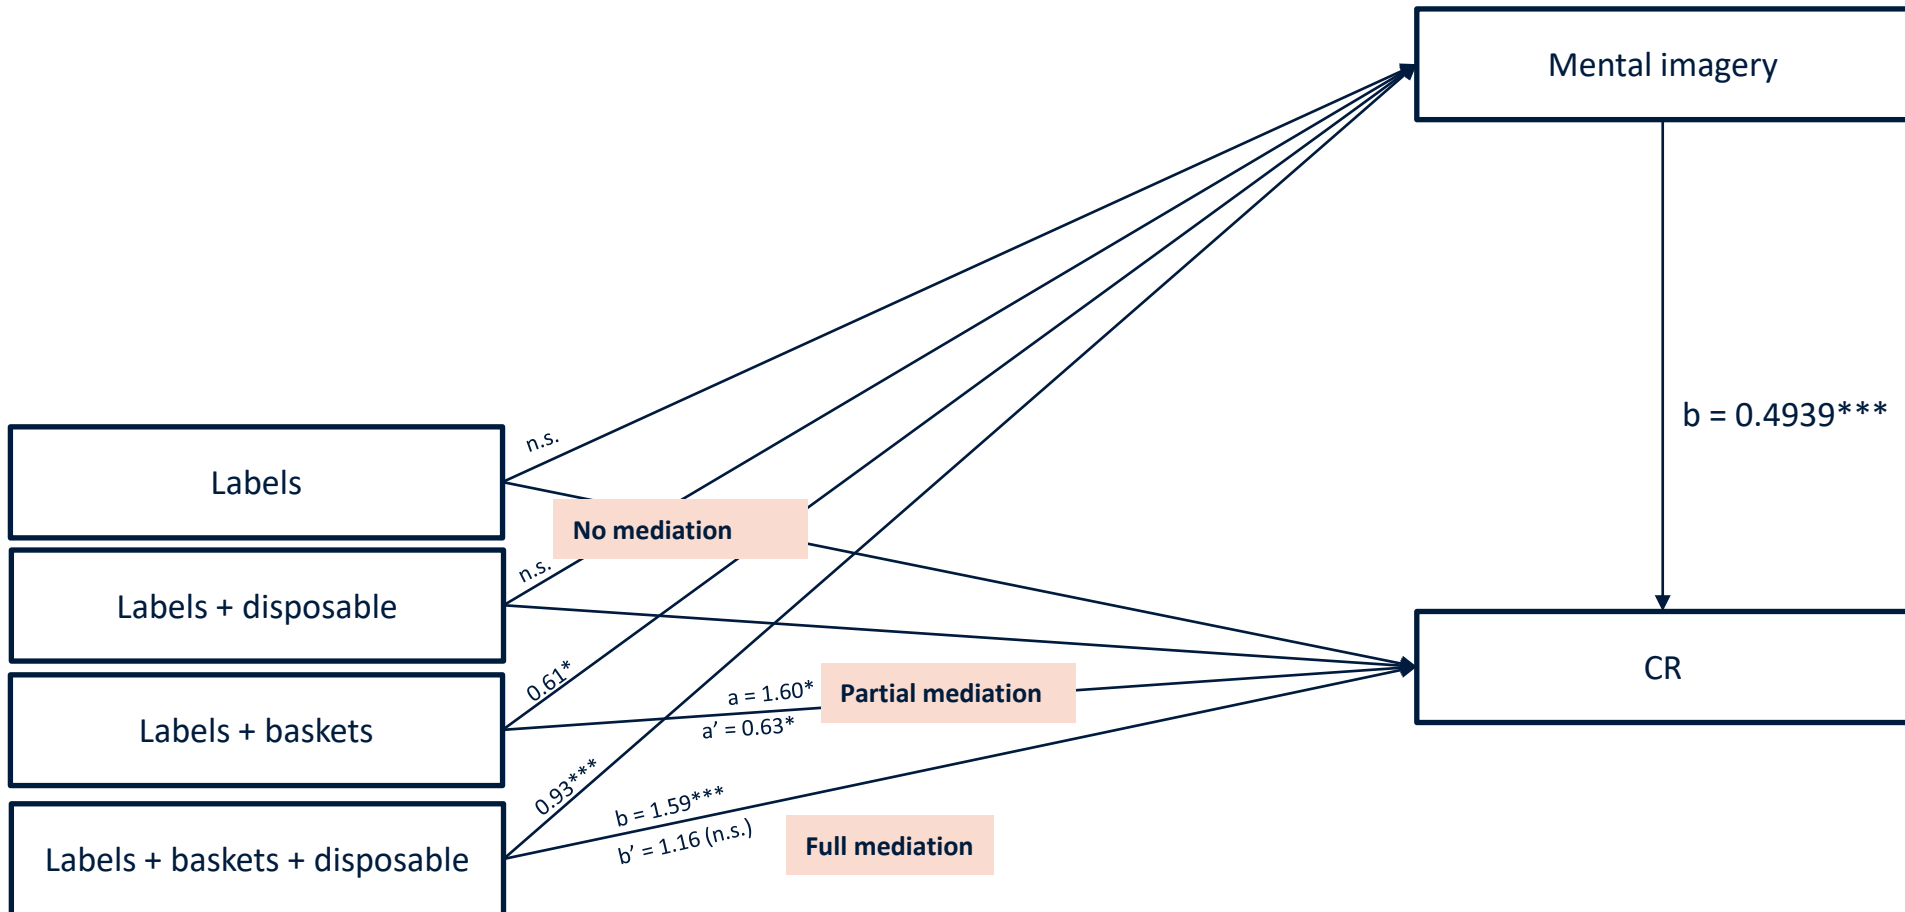 Mental imagery
b = 0.4939***
n.s.
Labels
No mediation
n.s.
Labels + disposable
CR
0.61*
a = 1.60*
Partial mediation
a’ = 0.63*
Labels + baskets
0.93***
b = 1.59***
b’ = 1.16 (n.s.)
Full mediation
Labels + baskets + disposable